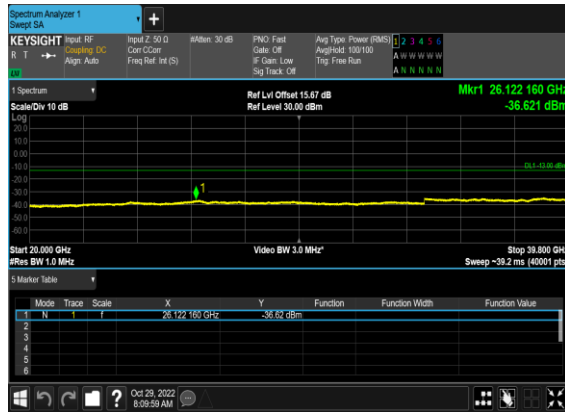 Spectrum Analyzer 1
Swept SA
+
KEYSIGHT Input: RF Input Z: 50 Ω #Atten: 30 dB PNO: Fast Avg Type: Power (RMS) 1 2 3 4 5 6
R T Coupling: DC Corr CCorr Gate: Off Avg|Hold: 100/100 A W W W W W
Align: Auto Freq Ref: Int (S) IF Gain: Low Trig: Free Run
LV Sig Track: Off A N N N N N
1 Spectrum Ref Lvl Offset 15.67 dB Mkr1 26.122 160 GHz
Scale/Div 10 dB Ref Level 30.00 dBm -36.621 dBm
Log
20.0
10.0
0.00
-10.0 DL1 -13.00 dBm
-20.0
-30.0 1
-40.0
-50.0
-60.0
Start 20.000 GHz Video BW 3.0 MHz* Stop 39.800 GHz
#Res BW 1.0 MHz Sweep ~39.2 ms (40001 pts
5 Marker Table
Mode Trace Scale X Y Function Function Width Function Value
1 N 1 f 26.122 160 GHz -36.62 dBm
2
3
4
5
6
? Oct 29, 2022
8:09:59 AM